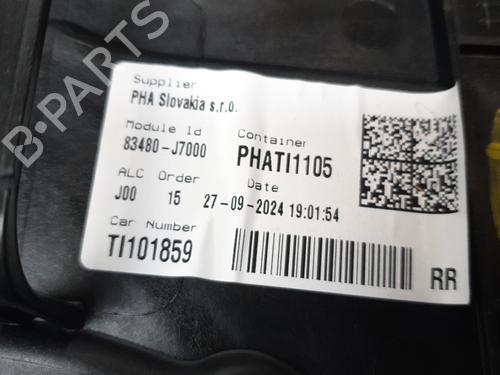 Supplier
PHA Slovakia s.r.o.
Module Id
83480-J7000
Container
PHATI1105
ALC Order Date
J00 15 27-09-2024 19:01:54
Car Number
TI101859
RR
B PARTS